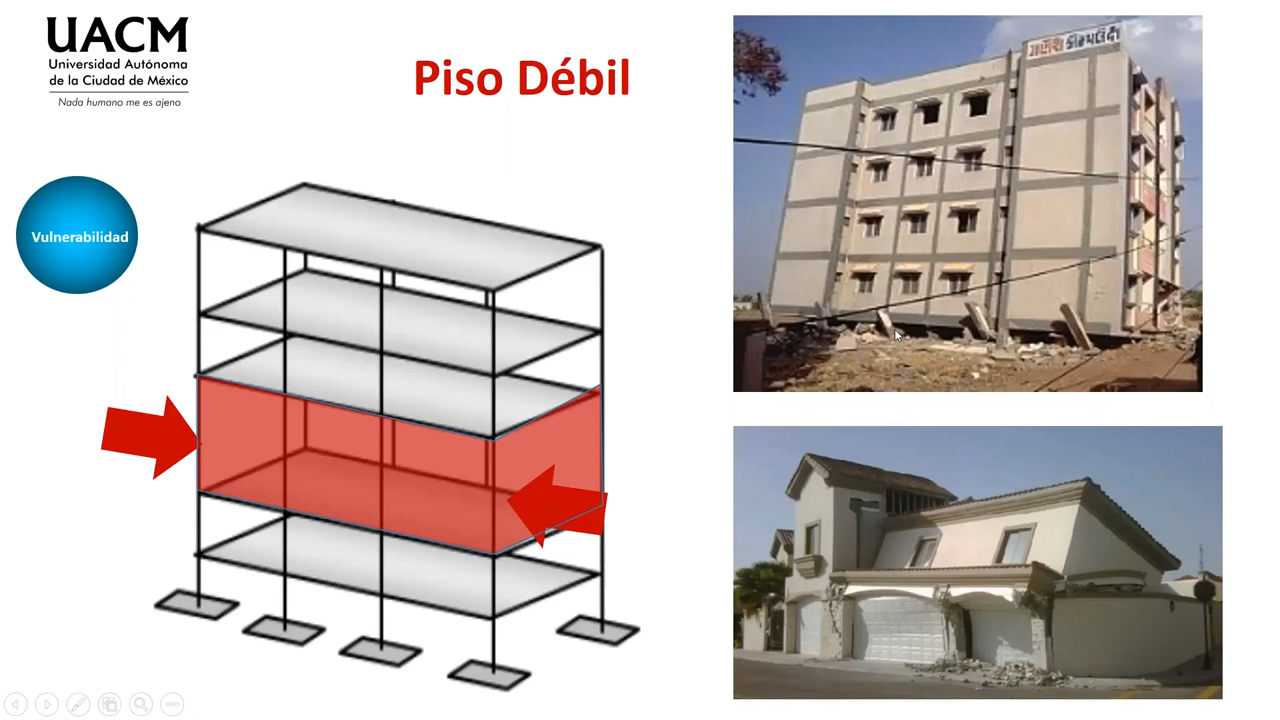 UACM
Universidad Autónoma
de la Ciudad de México
Nada humano me es ajeno
Piso Débil
Vulnerabilidad